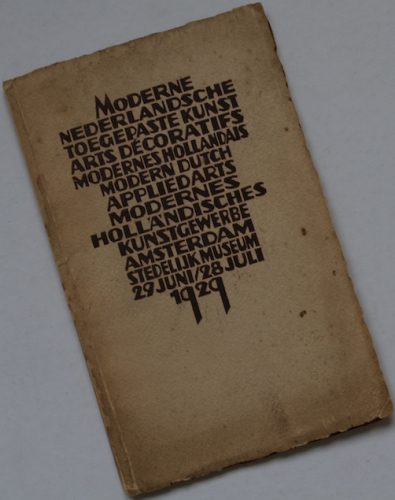 MODERNE
NEDERLANDSCHE
TOEGEPASTE KUNST
ARTS DÉCORATIFS
MODERNES HOLLANDAIS
MODERN DUTCH
APPLIED ARTS
MODERNES
HOLLÄNDISCHES
KUNSTGEWERBE
AMSTERDAM
STEDELIJK MUSEUM
29 JUNI/28 JULI
1929